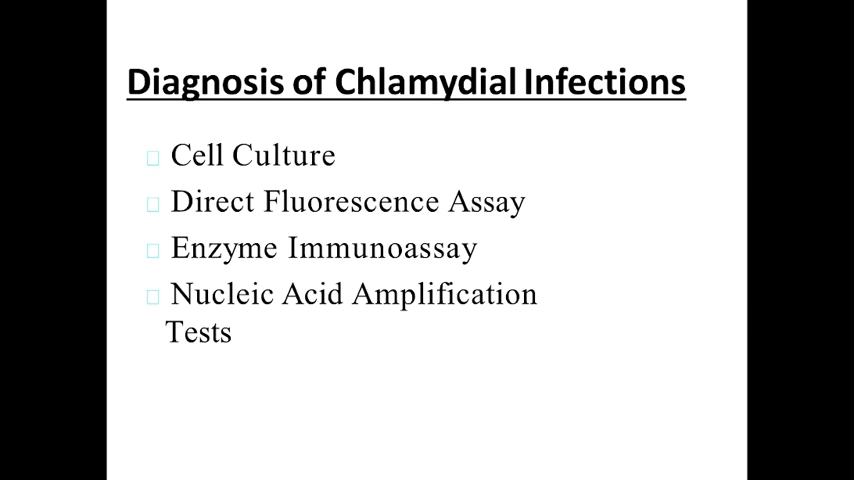 Diagnosis of Chlamydial Infections
Cell Culture
Direct Fluorescence Assay
Enzyme Immunoassay
Nucleic Acid Amplification
Tests